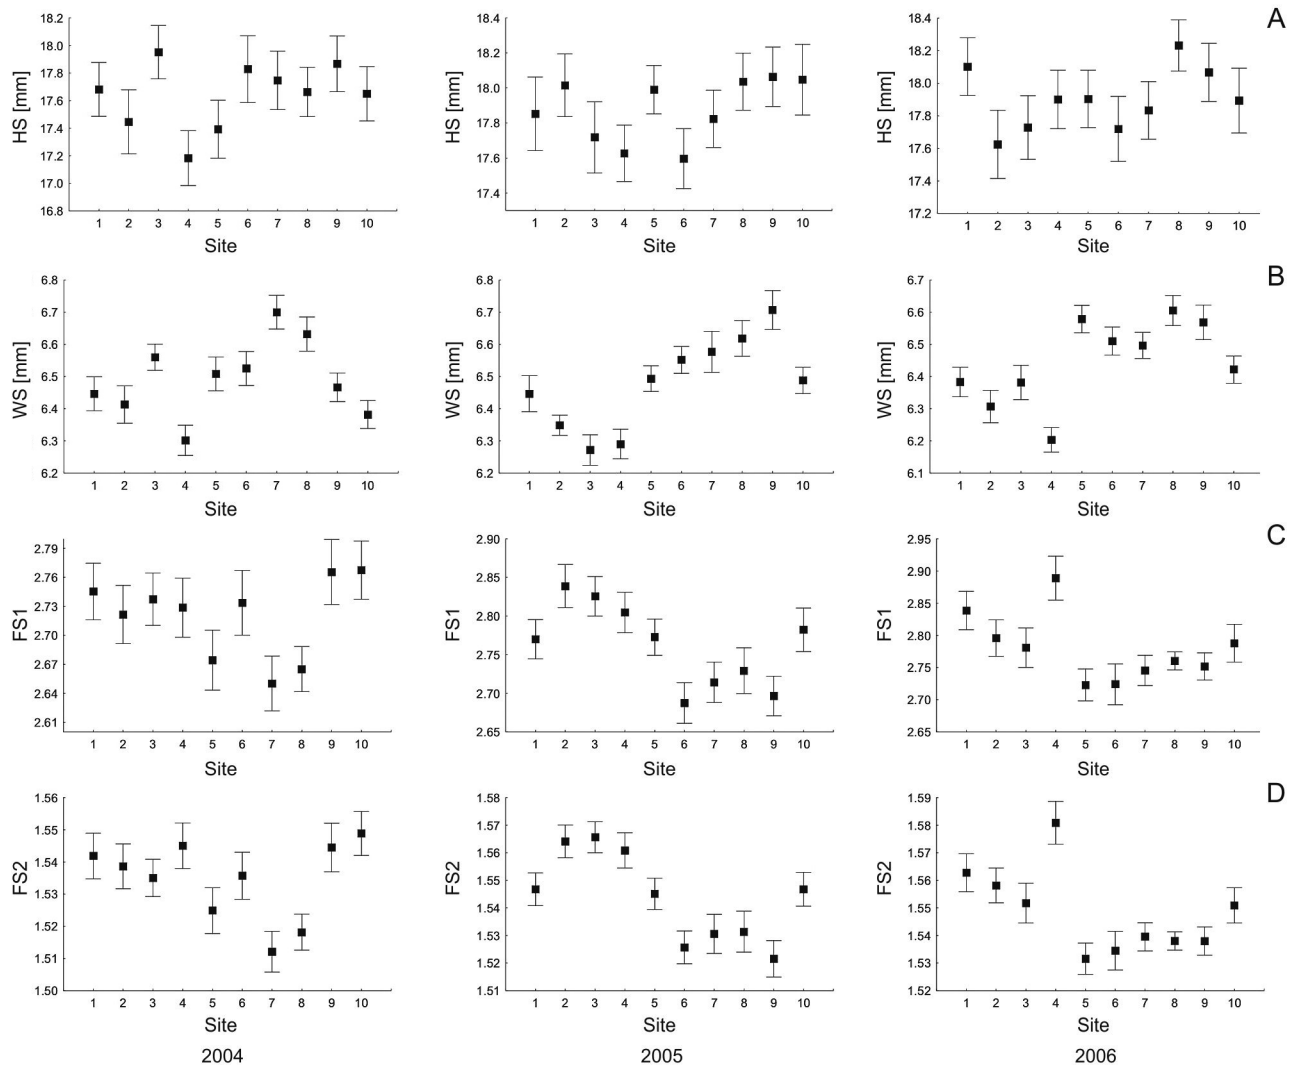 A
HS [mm]
18.2
18.0
17.8
17.6
17.4
17.2
17.0
16.8
1 2 3 4 5 6 7 8 9 10
Site
HS [mm]
18.4
18.2
18.0
17.8
17.6
17.4
1 2 3 4 5 6 7 8 9 10
Site
HS [mm]
18.4
18.2
18.0
17.8
17.6
17.4
17.2
1 2 3 4 5 6 7 8 9 10
Site
B
WS [mm]
6.8
6.7
6.6
6.5
6.4
6.3
6.2
1 2 3 4 5 6 7 8 9 10
Site
WS [mm]
6.8
6.7
6.6
6.5
6.4
6.3
6.2
1 2 3 4 5 6 7 8 9 10
Site
WS [mm]
6.7
6.6
6.5
6.4
6.3
6.2
6.1
1 2 3 4 5 6 7 8 9 10
Site
C
FS1
2.79
2.76
2.73
2.70
2.67
2.64
2.61
1 2 3 4 5 6 7 8 9 10
Site
FS1
2.90
2.85
2.80
2.75
2.70
2.65
1 2 3 4 5 6 7 8 9 10
Site
FS1
2.95
2.90
2.85
2.80
2.75
2.70
2.65
1 2 3 4 5 6 7 8 9 10
Site
D
FS2
1.56
1.55
1.54
1.53
1.52
1.51
1.50
1 2 3 4 5 6 7 8 9 10
Site
FS2
1.58
1.57
1.56
1.55
1.54
1.53
1.52
1.51
1 2 3 4 5 6 7 8 9 10
Site
FS2
1.59
1.58
1.57
1.56
1.55
1.54
1.53
1.52
1 2 3 4 5 6 7 8 9 10
Site
2004
2005
2006